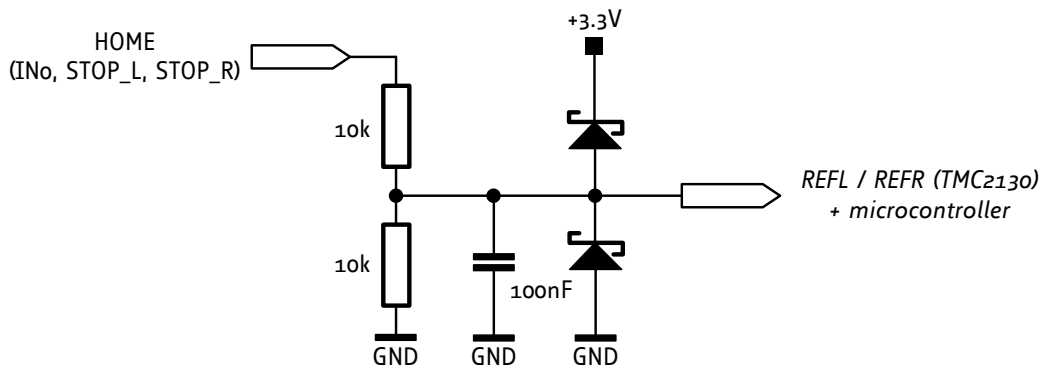 +3.3V
HOME
(IN0, STOP_L, STOP_R)
10k
REFL / REFR (TMC2130)
+ microcontroller
10k
100nF
GND
GND
GND